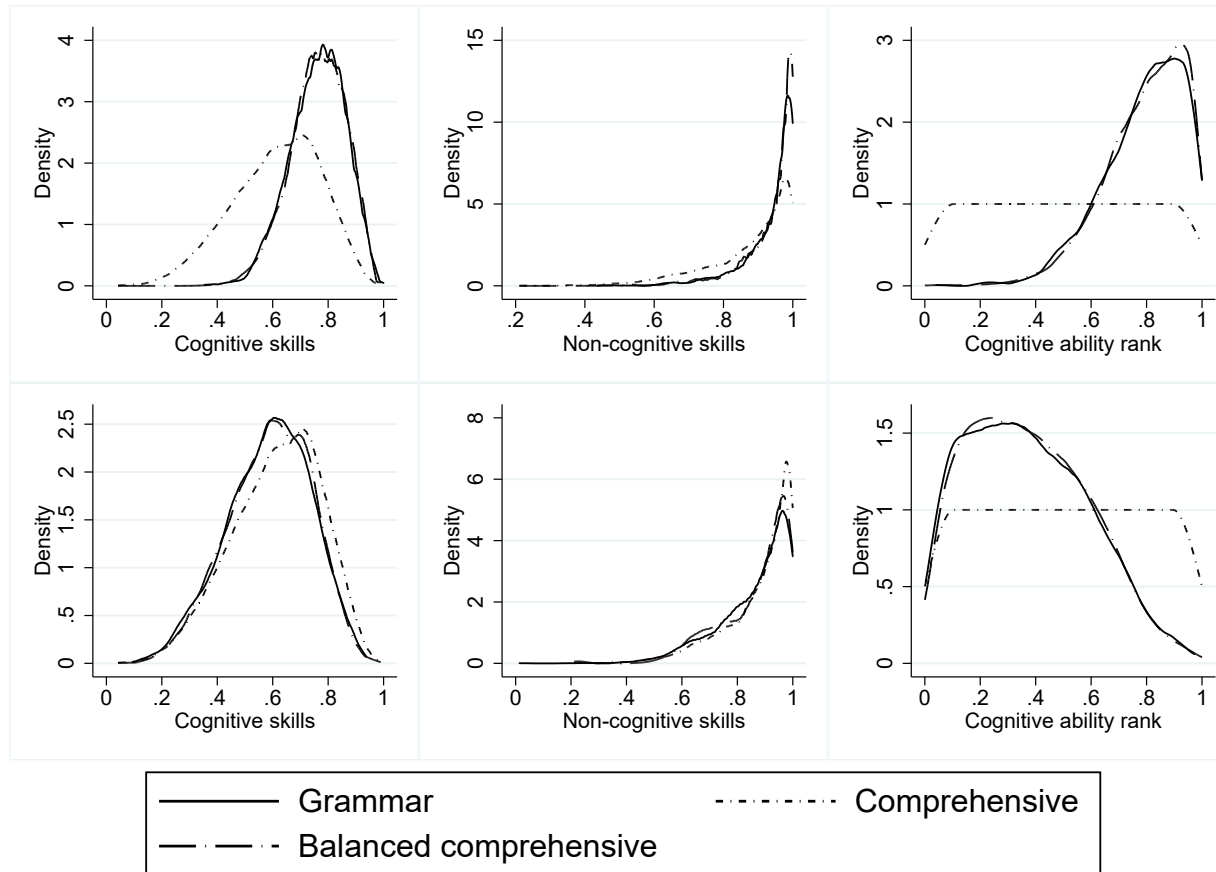 4
3
2
1
0
Density
0 .2 .4 .6 .8 1
Cognitive skills
15
10
5
0
Density
.2 .4 .6 .8 1
Non-cognitive skills
3
2
1
0
Density
0 .2 .4 .6 .8 1
Cognitive ability rank
2.5
2
1.5
1
.5
0
Density
0 .2 .4 .6 .8 1
Cognitive skills
8
6
4
2
0
Density
0 .2 .4 .6 .8 1
Non-cognitive skills
1.5
1
.5
0
Density
0 .2 .4 .6 .8 1
Cognitive ability rank
Grammar
Comprehensive
Balanced comprehensive